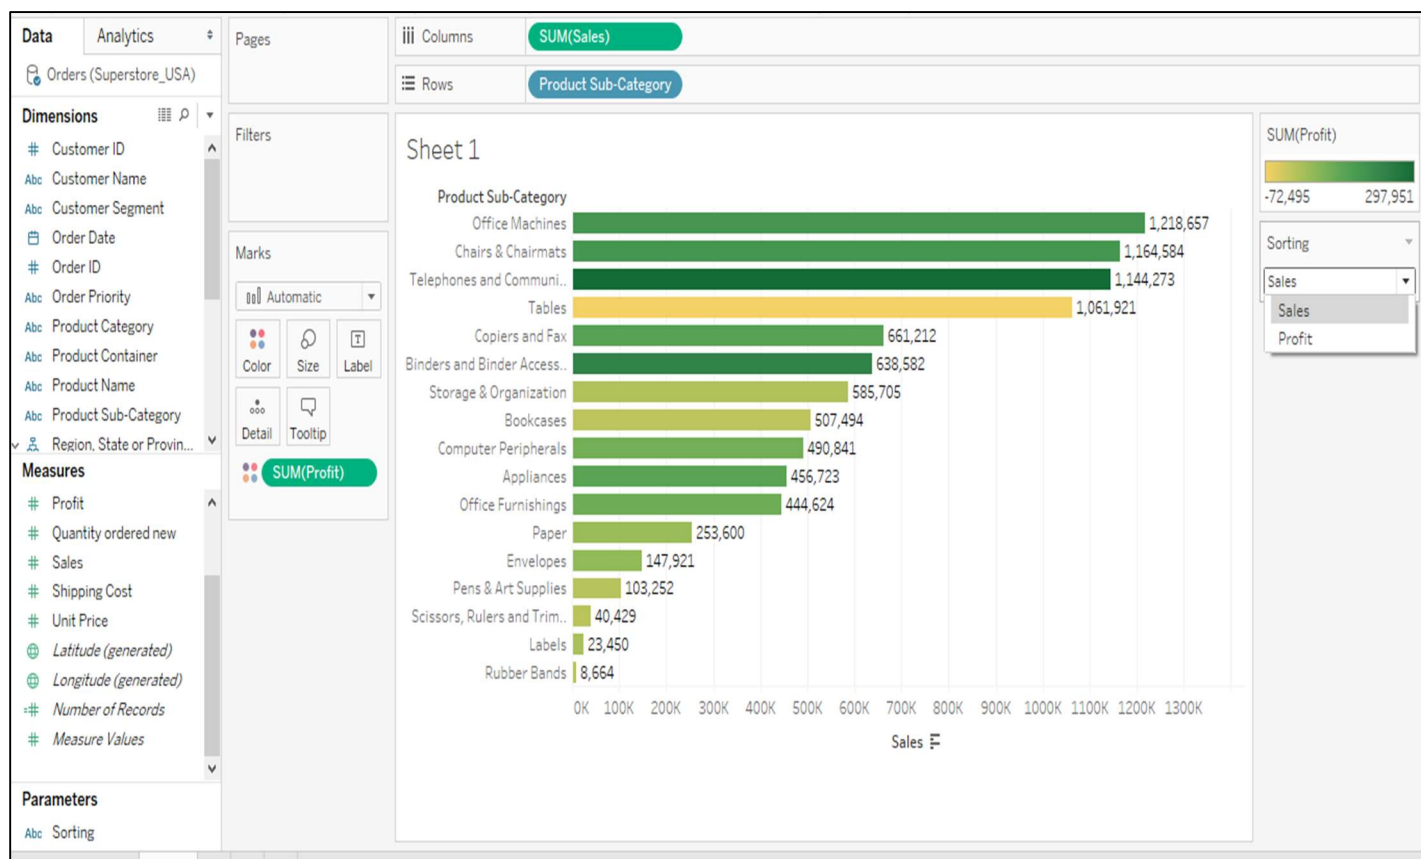 Data Analytics
Orders (Superstore_USA)
Dimensions
Customer ID
Abc Customer Name
Abc Customer Segment
Order Date
Order ID
Abc Order Priority
Abc Product Category
Abc Product Container
Abc Product Name
Abc Product Sub-Category
Region, State or Provin...
Measures
Profit
Quantity ordered new
Sales
Shipping Cost
Unit Price
Latitude (generated)
Longitude (generated)
Number of Records
Measure Values
Parameters
Abc Sorting
Pages
Filters
Marks
Automatic
Color Size Label
Detail Tooltip
SUM(Profit)
Columns SUM(Sales)
Rows Product Sub-Category
Sheet 1
Product Sub-Category
Office Machines 1,218,657
Chairs & Chairmats 1,164,584
Telephones and Communi.. 1,144,273
Tables 1,061,921
Copiers and Fax 661,212
Binders and Binder Access.. 638,582
Storage & Organization 585,705
Bookcases 507,494
Computer Peripherals 490,841
Appliances 456,723
Office Furnishings 444,624
Paper 253,600
Envelopes 147,921
Pens & Art Supplies 103,252
Scissors, Rulers and Trim.. 40,429
Labels 23,450
Rubber Bands 8,664
0K 100K 200K 300K 400K 500K 600K 700K 800K 900K 1000K 1100K 1200K 1300K
Sales
SUM(Profit)
-72,495 297,951
Sorting
Sales
Sales
Profit